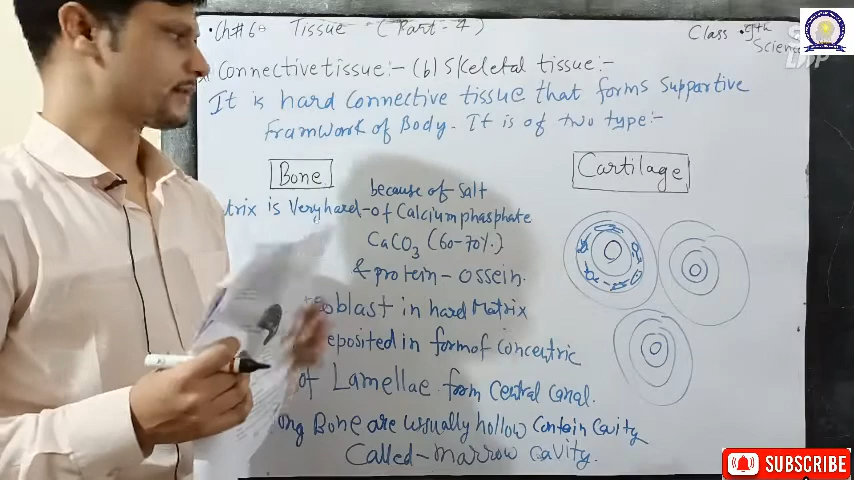 • Ch#6:- Tissue - (Part-4)
Class • 9th
Science
Connective tissue:- (b) Skeletal tissue:-
It is hard Connective tissue that forms Supportive
framwork of Body. It is of two type:-
Bone
Cartilage
because of Salt
trix is Very hard - of Calcium phosphate
CaCO3 (60-70%.)
& protein - ossein.
oblast in hard Matrix
eposited in form of Concentric
of Lamellae from Central Canal.
ong Bone are usually hollow Contain Cavity
Called - marrow cavity.
SUBSCRIBE